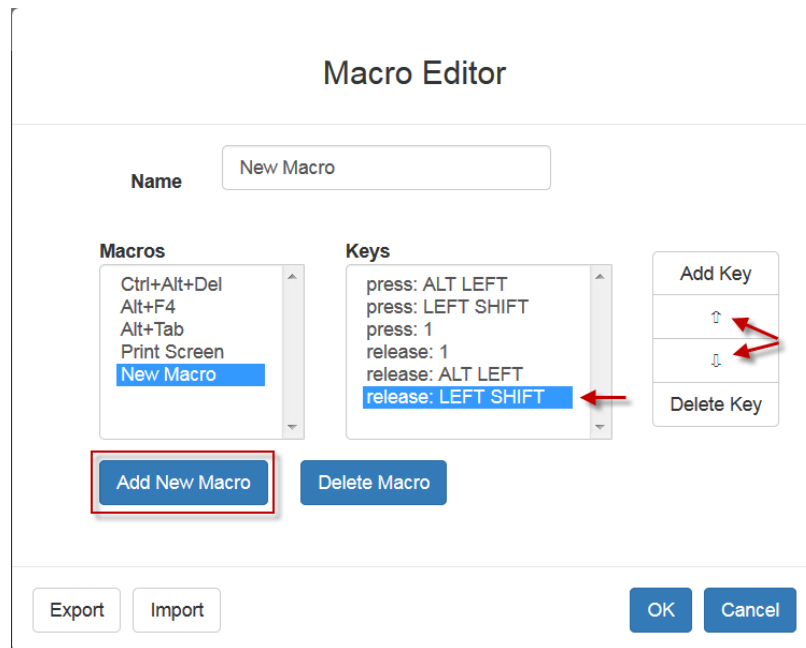 Macro Editor
Name
New Macro
Macros
Ctrl+Alt+Del
Alt+F4
Alt+Tab
Print Screen
New Macro
Keys
press: ALT LEFT
press: LEFT SHIFT
press: 1
release: 1
release: ALT LEFT
release: LEFT SHIFT
Add Key
⇧
⇩
Delete Key
Add New Macro
Delete Macro
Export
Import
OK
Cancel